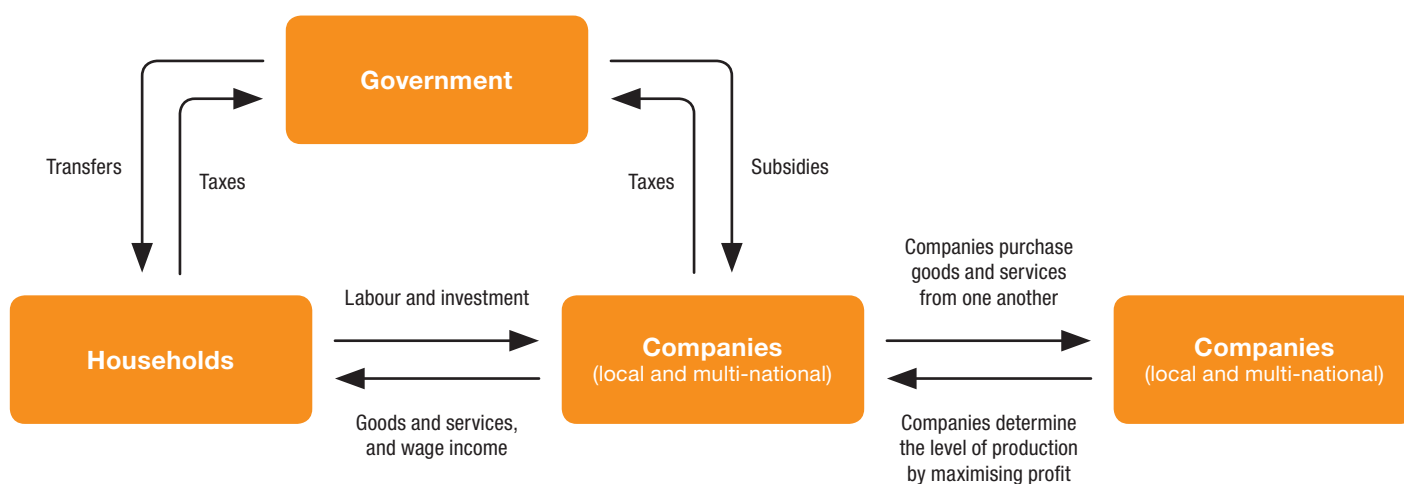 Government
Transfers
Taxes
Taxes
Subsidies
Companies purchase
goods and services
from one another
Labour and investment
Households
Companies
(local and multi-national)
Companies
(local and multi-national)
Goods and services,
and wage income
Companies determine
the level of production
by maximising profit